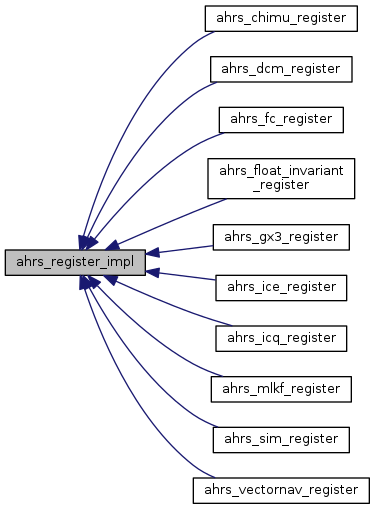 ahrs_chimu_register
ahrs_dcm_register
ahrs_fc_register
ahrs_float_invariant
_register
ahrs_gx3_register
ahrs_register_impl
ahrs_ice_register
ahrs_icq_register
ahrs_mlkf_register
ahrs_sim_register
ahrs_vectornav_register